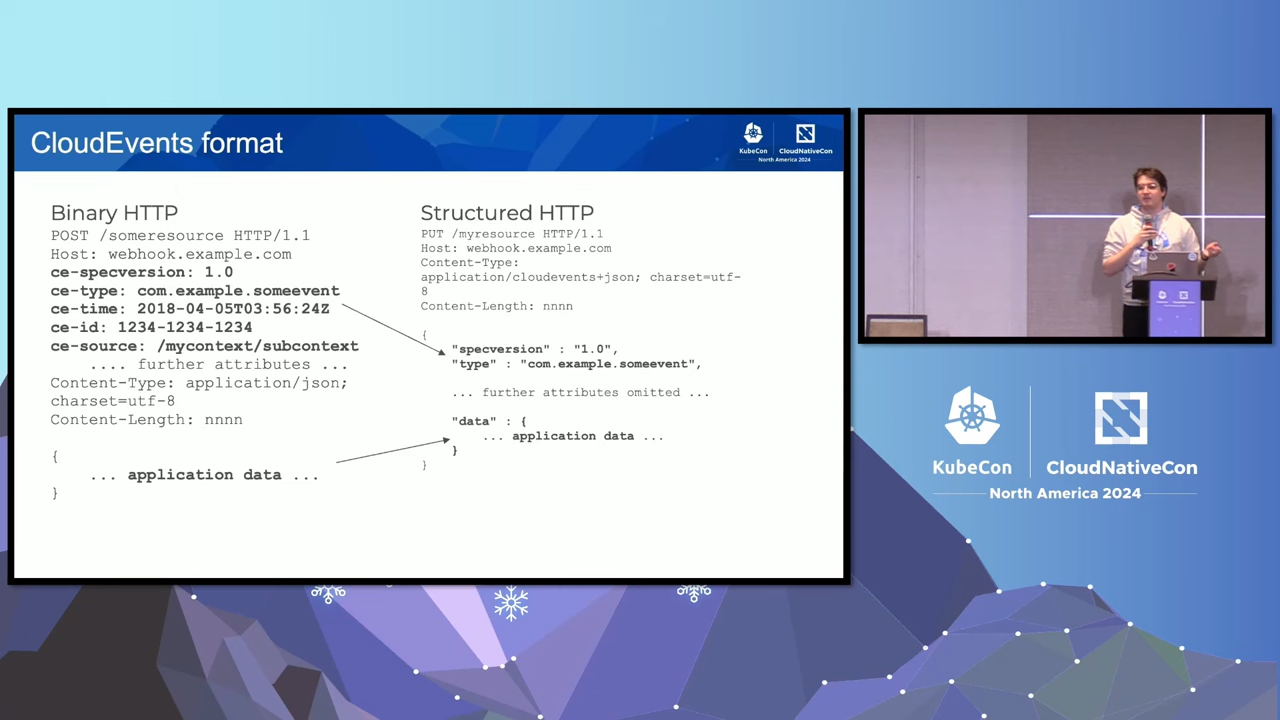 CloudEvents format
KubeCon
CloudNativeCon
North America 2024
Binary HTTP
POST /someresource HTTP/1.1
Host: webhook.example.com
ce-specversion: 1.0
ce-type: com.example.someevent
ce-time: 2018-04-05T03:56:24Z
ce-id: 1234-1234-1234
ce-source: /mycontext/subcontext
.... further attributes ...
Content-Type: application/json;
charset=utf-8
Content-Length: nnnn
{
... application data ...
}
Structured HTTP
PUT /myresource HTTP/1.1
Host: webhook.example.com
Content-Type:
application/cloudevents+json; charset=utf-
8
Content-Length: nnnn
{
"specversion" : "1.0",
"type" : "com.example.someevent",
... further attributes omitted ...
"data" : {
... application data ...
}
}
KubeCon
CloudNativeCon
North America 2024